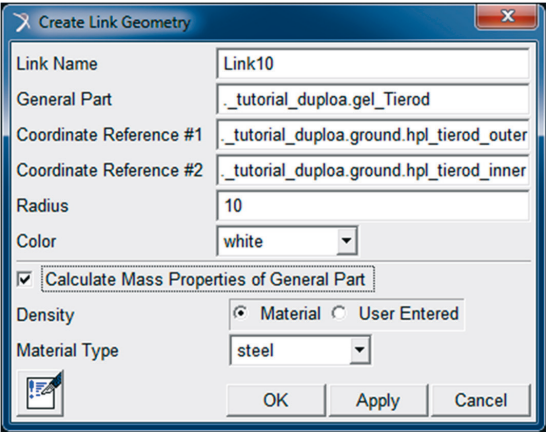 Create Link Geometry
Link Name Link10
General Part ._tutorial_duploa.gel_Tierod
Coordinate Reference #1 ._tutorial_duploa.ground.hpl_tierod_outer
Coordinate Reference #2 ._tutorial_duploa.ground.hpl_tierod_inner
Radius 10
Color white
Calculate Mass Properties of General Part
Density Material User Entered
Material Type steel
OK Apply Cancel